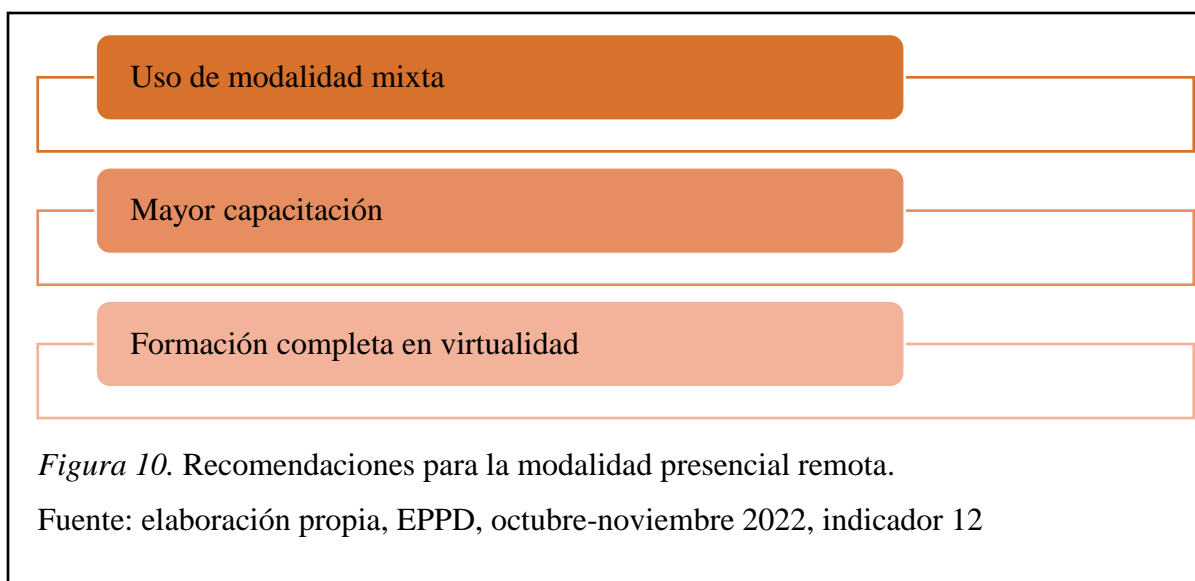 Uso de modalidad mixta
Mayor capacitación
Formación completa en virtualidad
Figura 10. Recomendaciones para la modalidad presencial remota.
Fuente: elaboración propia, EPPD, octubre-noviembre 2022, indicador 12